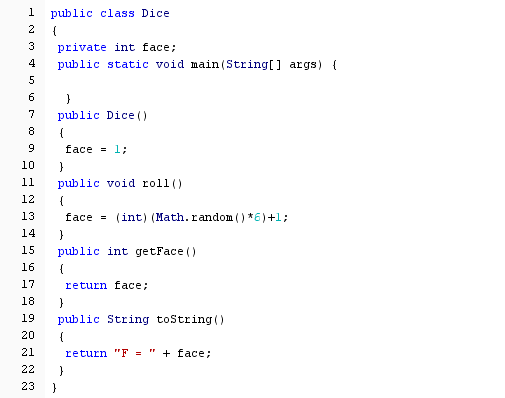 1 public class Dice
2 {
3 private int face;
4 public static void main(String[] args) {
5
6 }
7 public Dice()
8 {
9 face = 1;
10 }
11 public void roll()
12 {
13 face = (int)(Math.random()*6)+1;
14 }
15 public int getFace()
16 {
17 return face;
18 }
19 public String toString()
20 {
21 return "F = " + face;
22 }
23 }